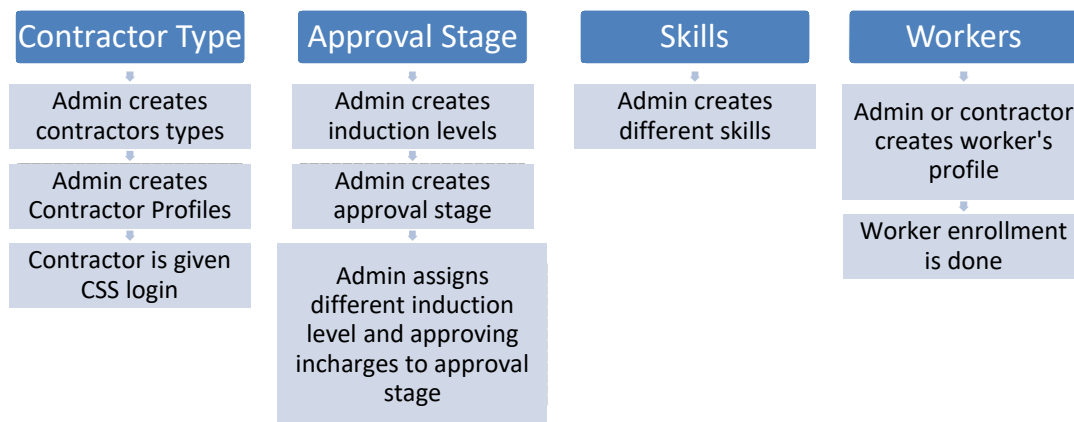 Contractor Type
Admin creates
contractors types
Admin creates
Contractor Profiles
Contractor is given
CSS login
Approval Stage
Admin creates
induction levels
Admin creates
approval stage
Admin assigns
different induction
level and approving
incharges to approval
stage
Skills
Admin creates
different skills
Workers
Admin or contractor
creates worker's
profile
Worker enrollment
is done